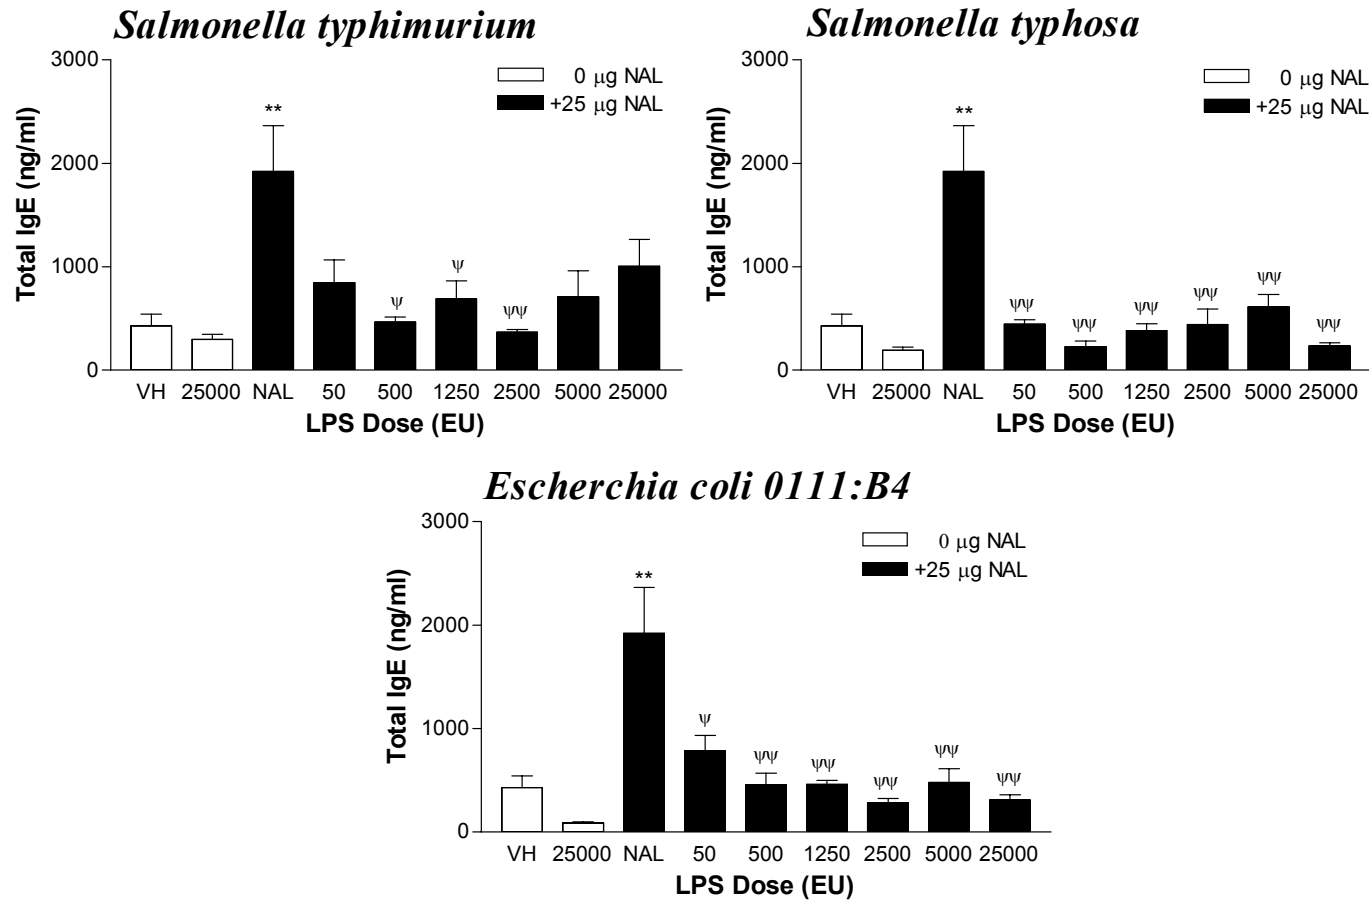 Salmonella typhimurium
3000
2000
1000
0
Total IgE (ng/ml)
0 μg NAL
+25 μg NAL
**
ψ
ψ
ψψ
VH 25000 NAL 50 500 1250 2500 5000 25000
LPS Dose (EU)
Salmonella typhosa
3000
2000
1000
0
Total IgE (ng/ml)
0 μg NAL
+25 μg NAL
**
ψψ
ψψ
ψψ
ψψ
ψψ
ψψ
VH 25000 NAL 50 500 1250 2500 5000 25000
LPS Dose (EU)
Escherchia coli 0111:B4
3000
2000
1000
0
Total IgE (ng/ml)
0 μg NAL
+25 μg NAL
**
ψ
ψψ
ψψ
ψψ
ψψ
ψψ
VH 25000 NAL 50 500 1250 2500 5000 25000
LPS Dose (EU)